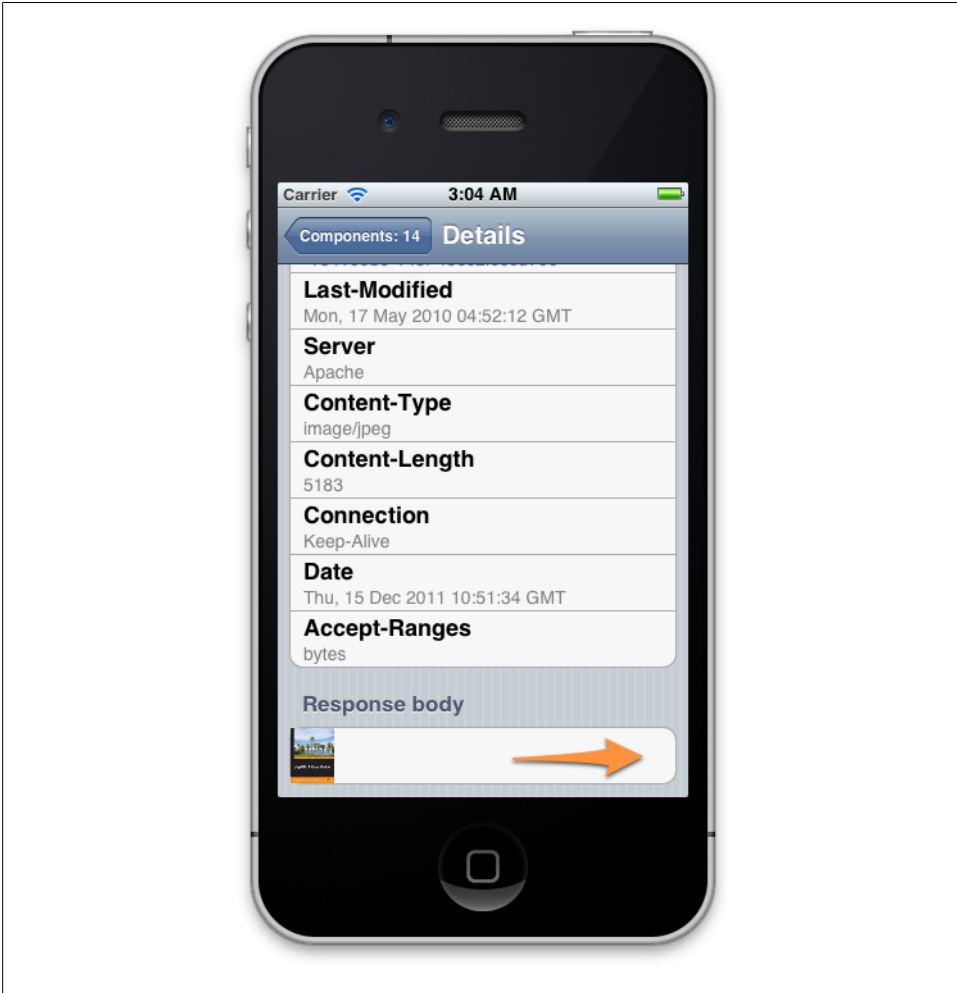 Carrier
3:04 AM
Components: 14
Details
Last-Modified
Mon, 17 May 2010 04:52:12 GMT
Server
Apache
Content-Type
image/jpeg
Content-Length
5183
Connection
Keep-Alive
Date
Thu, 15 Dec 2011 10:51:34 GMT
Accept-Ranges
bytes
Response body